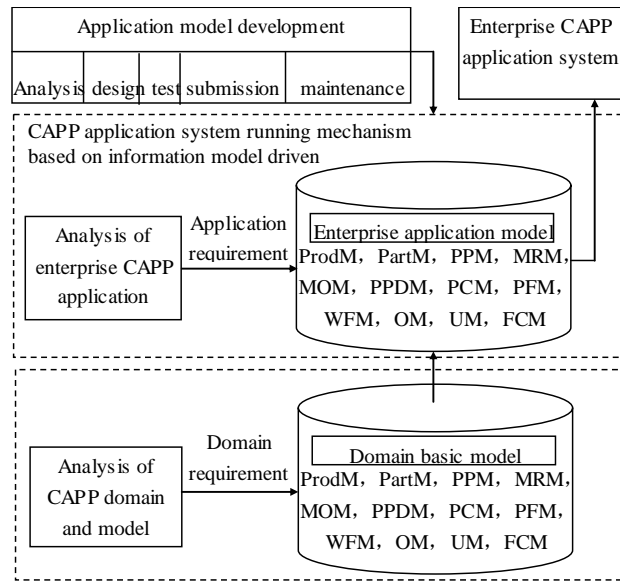 Application model development
Analysis design test submission maintenance
Enterprise CAPP
application system
CAPP application system running mechanism
based on information model driven
Analysis of
enterprise CAPP
application
Application
requirement
Enterprise application model
ProdM，PartM，PPM，MRM，
MOM，PPDM，PCM，PFM，
WFM，OM，UM，FCM
Analysis of
CAPP domain
and model
Domain
requirement
Domain basic model
ProdM，PartM，PPM，MRM，
MOM，PPDM，PCM，PFM，
WFM，OM，UM，FCM